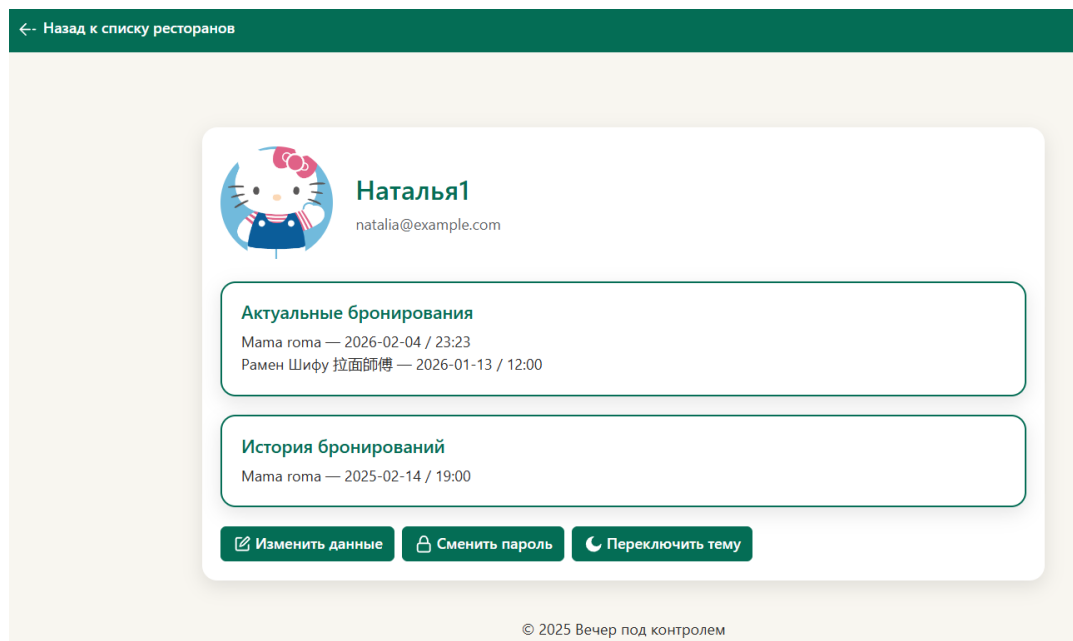 Назад к списку ресторанов
Наталья1
natalia@example.com
Актуальные бронирования
Mama roma — 2026-02-04 / 23:23
Рамен Шифу 拉面師傅 — 2026-01-13 / 12:00
История бронирований
Mama roma — 2025-02-14 / 19:00
Изменить данные Сменить пароль Переключить тему
© 2025 Вечер под контролем